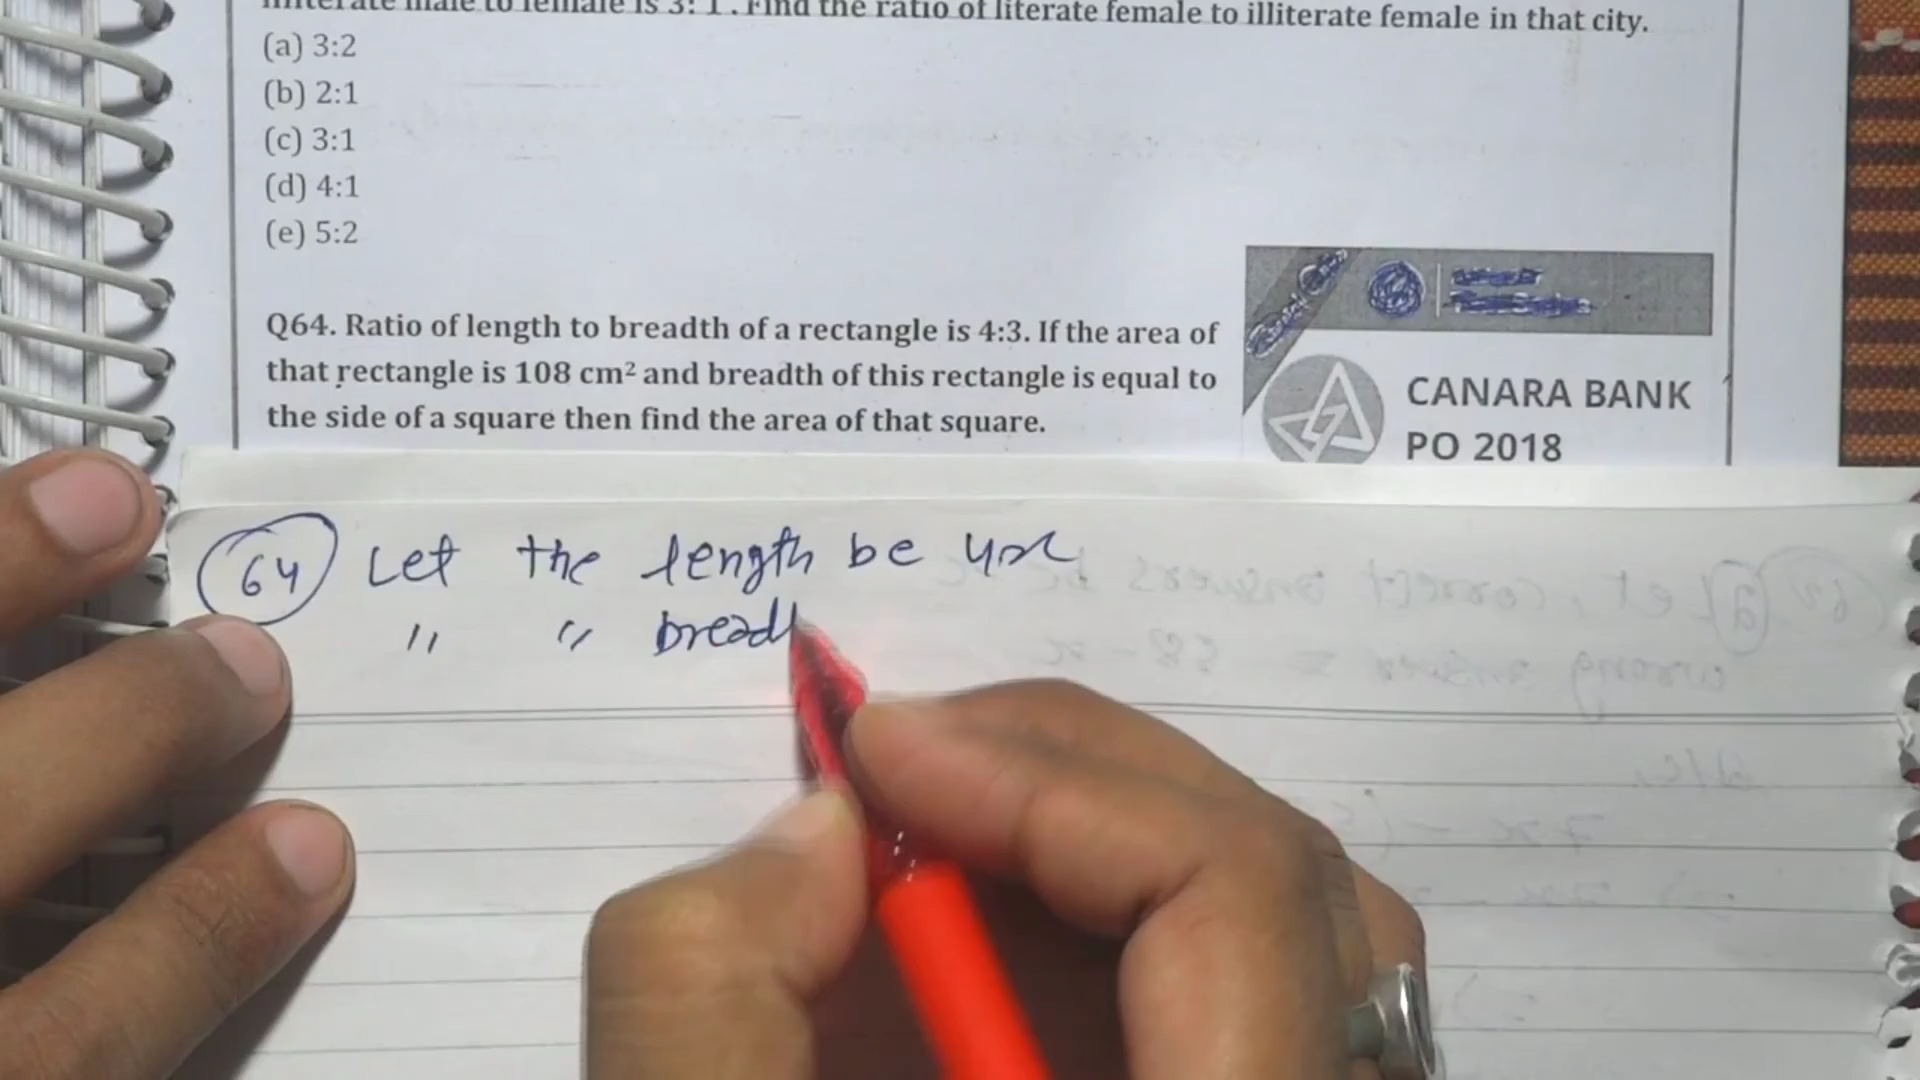 Illiterate male to female is 3: 1. Find the ratio of literate female to illiterate female in that city.
(a) 3:2
(b) 2:1
(c) 3:1
(d) 4:1
(e) 5:2
Q64. Ratio of length to breadth of a rectangle is 4:3. If the area of
that rectangle is 108 cm² and breadth of this rectangle is equal to
the side of a square then find the area of that square.
CANARA BANK
PO 2018
64 Let the length be 4x
" " bread